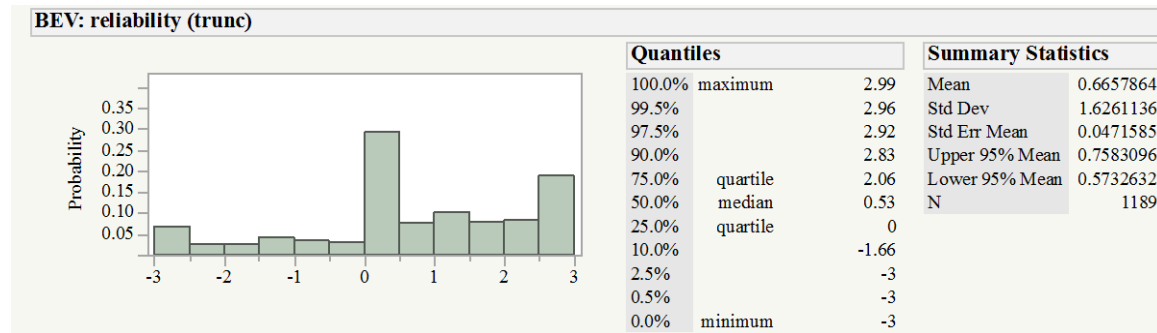 BEV: reliability (trunc)
0.35
0.30
0.25
0.20
0.15
0.10
0.05
Probability
-3 -2 -1 0 1 2 3
Quantiles
100.0% maximum 2.99
99.5% 2.96
97.5% 2.92
90.0% 2.83
75.0% quartile 2.06
50.0% median 0.53
25.0% quartile 0
10.0% -1.66
2.5% -3
0.5% -3
0.0% minimum -3
Summary Statistics
Mean 0.6657864
Std Dev 1.6261136
Std Err Mean 0.0471585
Upper 95% Mean 0.7583096
Lower 95% Mean 0.5732632
N 1189